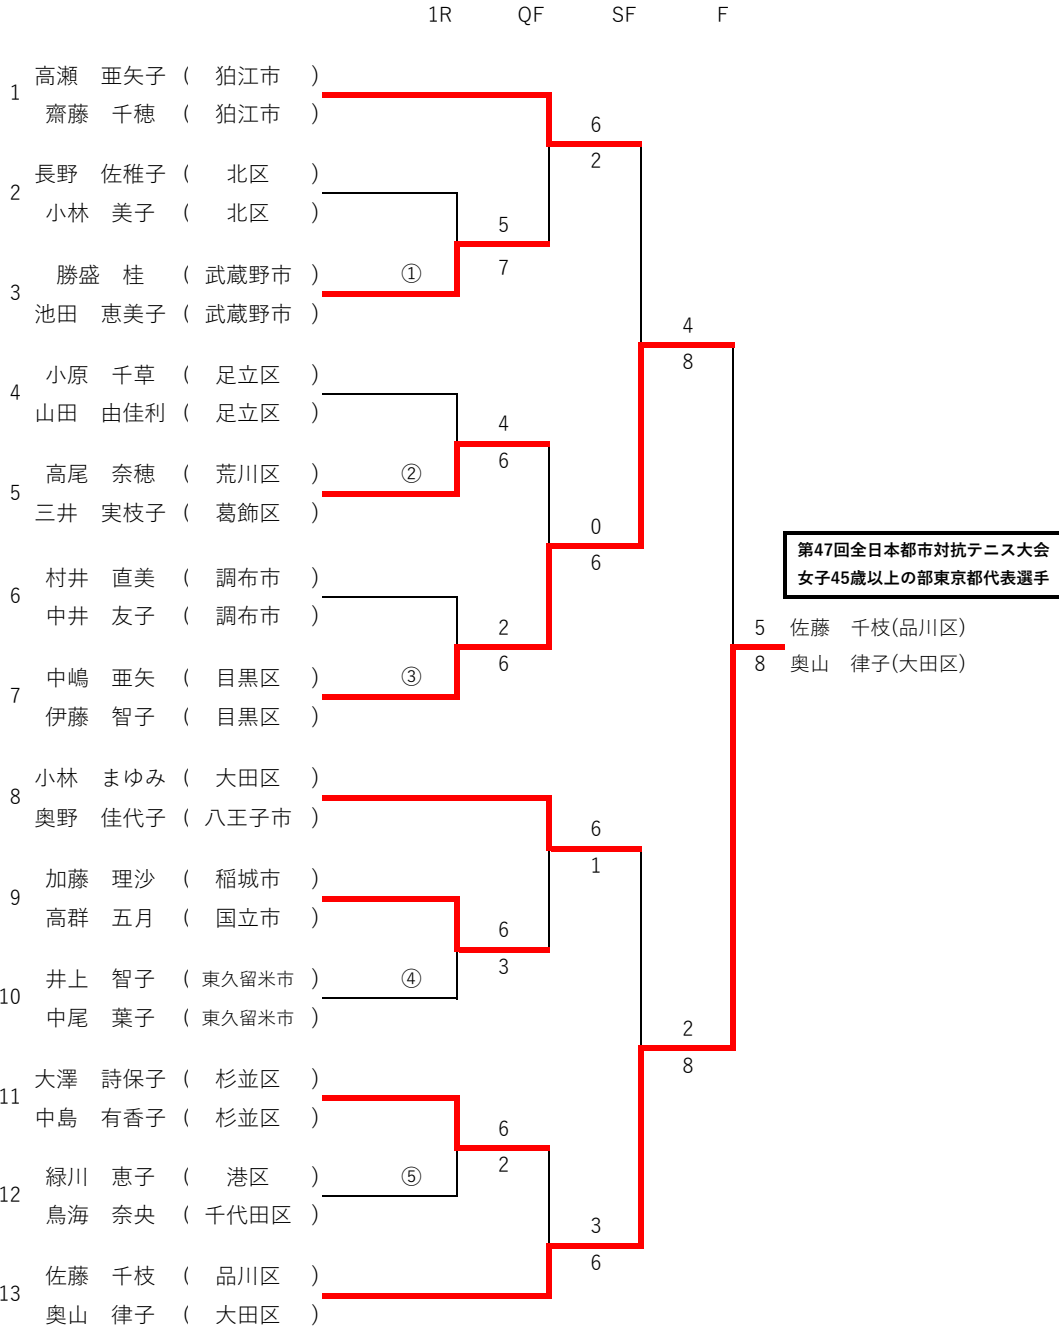 1R QF SF F
高瀬 亜矢子 ( 狛江市 )
1
齋藤 千穂 ( 狛江市 )
6
2
長野 佐稚子 ( 北区 )
2
小林 美子 ( 北区 )
5
7
勝盛 桂 ( 武蔵野市 ) ①
3
池田 恵美子 ( 武蔵野市 )
4
8
小原 千草 ( 足立区 )
4
山田 由佳利 ( 足立区 )
4
6
高尾 奈穂 ( 荒川区 ) ②
5
三井 実枝子 ( 葛飾区 )
0
6
第47回全日本都市対抗テニス大会
女子45歳以上の部東京都代表選手
村井 直美 ( 調布市 )
6
中井 友子 ( 調布市 )
2
6
5 佐藤 千枝(品川区)
8 奥山 律子(大田区)
中嶋 亜矢 ( 目黒区 ) ③
7
伊藤 智子 ( 目黒区 )
小林 まゆみ ( 大田区 )
8
奥野 佳代子 ( 八王子市 )
6
1
加藤 理沙 ( 稲城市 )
9
高群 五月 ( 国立市 )
6
3
井上 智子 ( 東久留米市 ) ④
10
中尾 葉子 ( 東久留米市 )
2
8
大澤 詩保子 ( 杉並区 )
11
中島 有香子 ( 杉並区 )
6
2
緑川 恵子 ( 港区 ) ⑤
12
鳥海 奈央 ( 千代田区 )
3
6
佐藤 千枝 ( 品川区 )
13
奥山 律子 ( 大田区 )